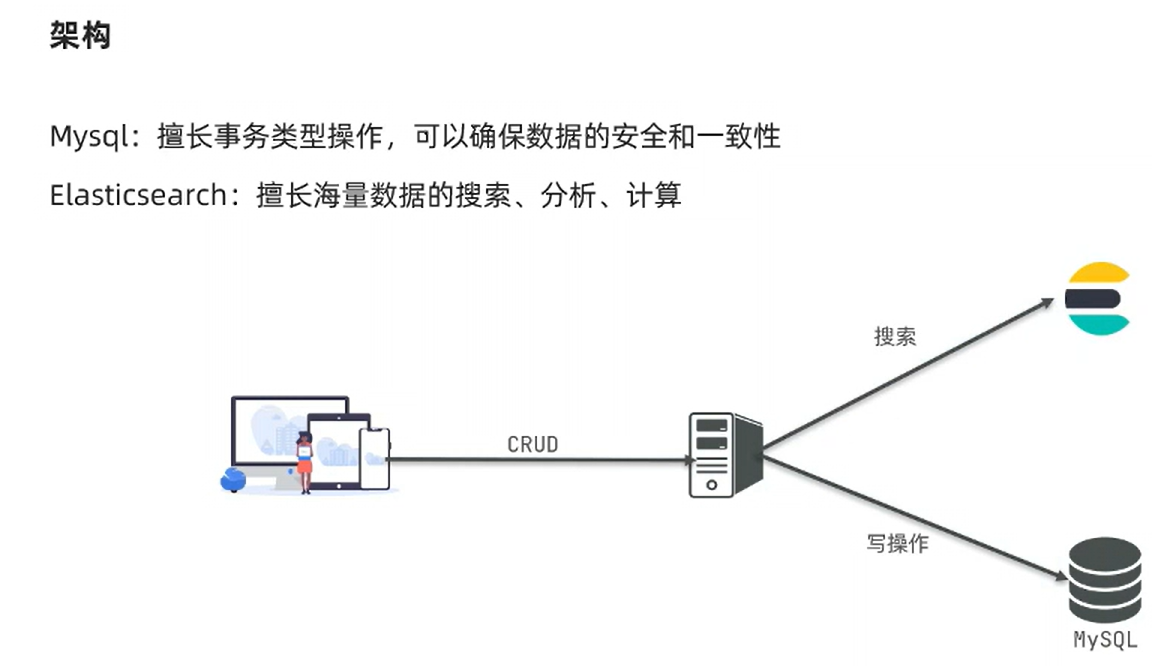 架构
Mysql：擅长事务类型操作，可以确保数据的安全和一致性
Elasticsearch：擅长海量数据的搜索、分析、计算
搜索
CRUD
写操作
MySQL